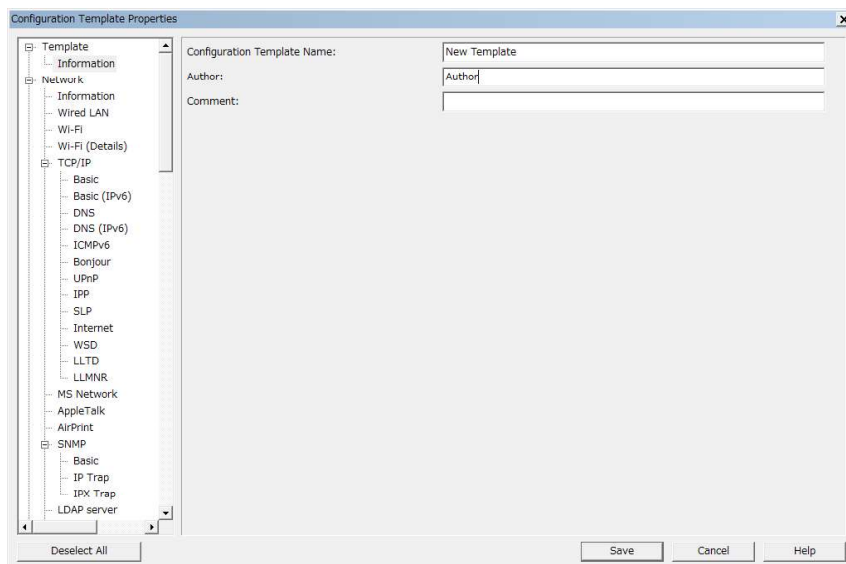 Configuration Template Properties
Template
Information
Network
Information
Wired LAN
Wi-Fi
Wi-Fi (Details)
TCP/IP
Basic
Basic (IPv6)
DNS
DNS (IPv6)
ICMPv6
Bonjour
UPnP
IPP
SLP
Internet
WSD
LLTD
LLMNR
MS Network
AppleTalk
AirPrint
SNMP
Basic
IP Trap
IPX Trap
LDAP server
Configuration Template Name: New Template
Author: Author
Comment:
Deselect All Save Cancel Help